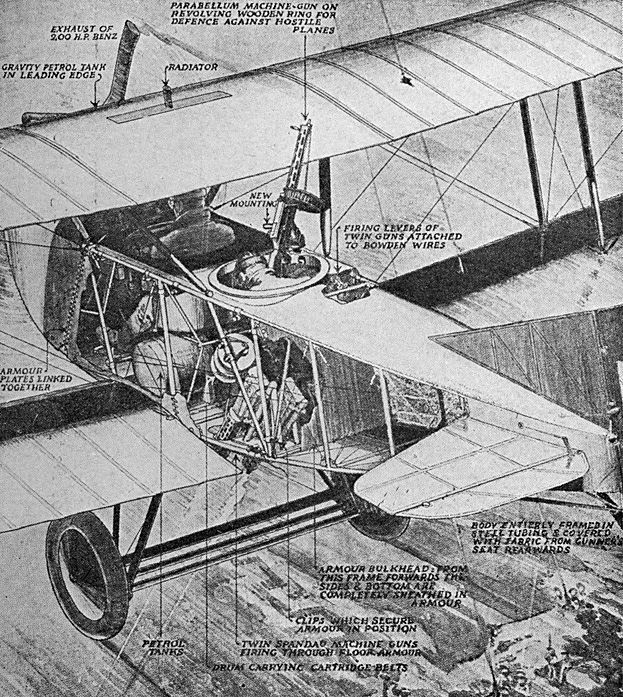 PARABELLUM MACHINE-GUN ON
REVOLVING WOODEN RING FOR
DEFENCE AGAINST HOSTILE
PLANES
EXHAUST OF
200 H.P. BENZ
GRAVITY PETROL TANK
IN LEADING EDGE
RADIATOR
NEW
MOUNTING
FIRING LEVERS OF
TWIN GUNS ATTACHED
TO BOWDEN WIRES
ARMOUR
PLATES LINKED
TOGETHER
BODY ENTIERLY FRAMED IN
STEEL TUBING & COVERED
WITH FABRIC FROM GUNNER'S
SEAT REARWARDS
ARMOUR BULKHEAD: FROM
THIS FRAME FORWARDS THE
SIDES & BOTTOM ARE
COMPLETELY SHEATHED IN
ARMOUR
CLIPS WHICH SECURE
ARMOUR IN POSITION
PETROL
TANKS
TWIN SPANDAU MACHINE GUNS
FIRING THROUGH FLOOR ARMOUR
DRUM CARRYING CARTRIDGE BELTS